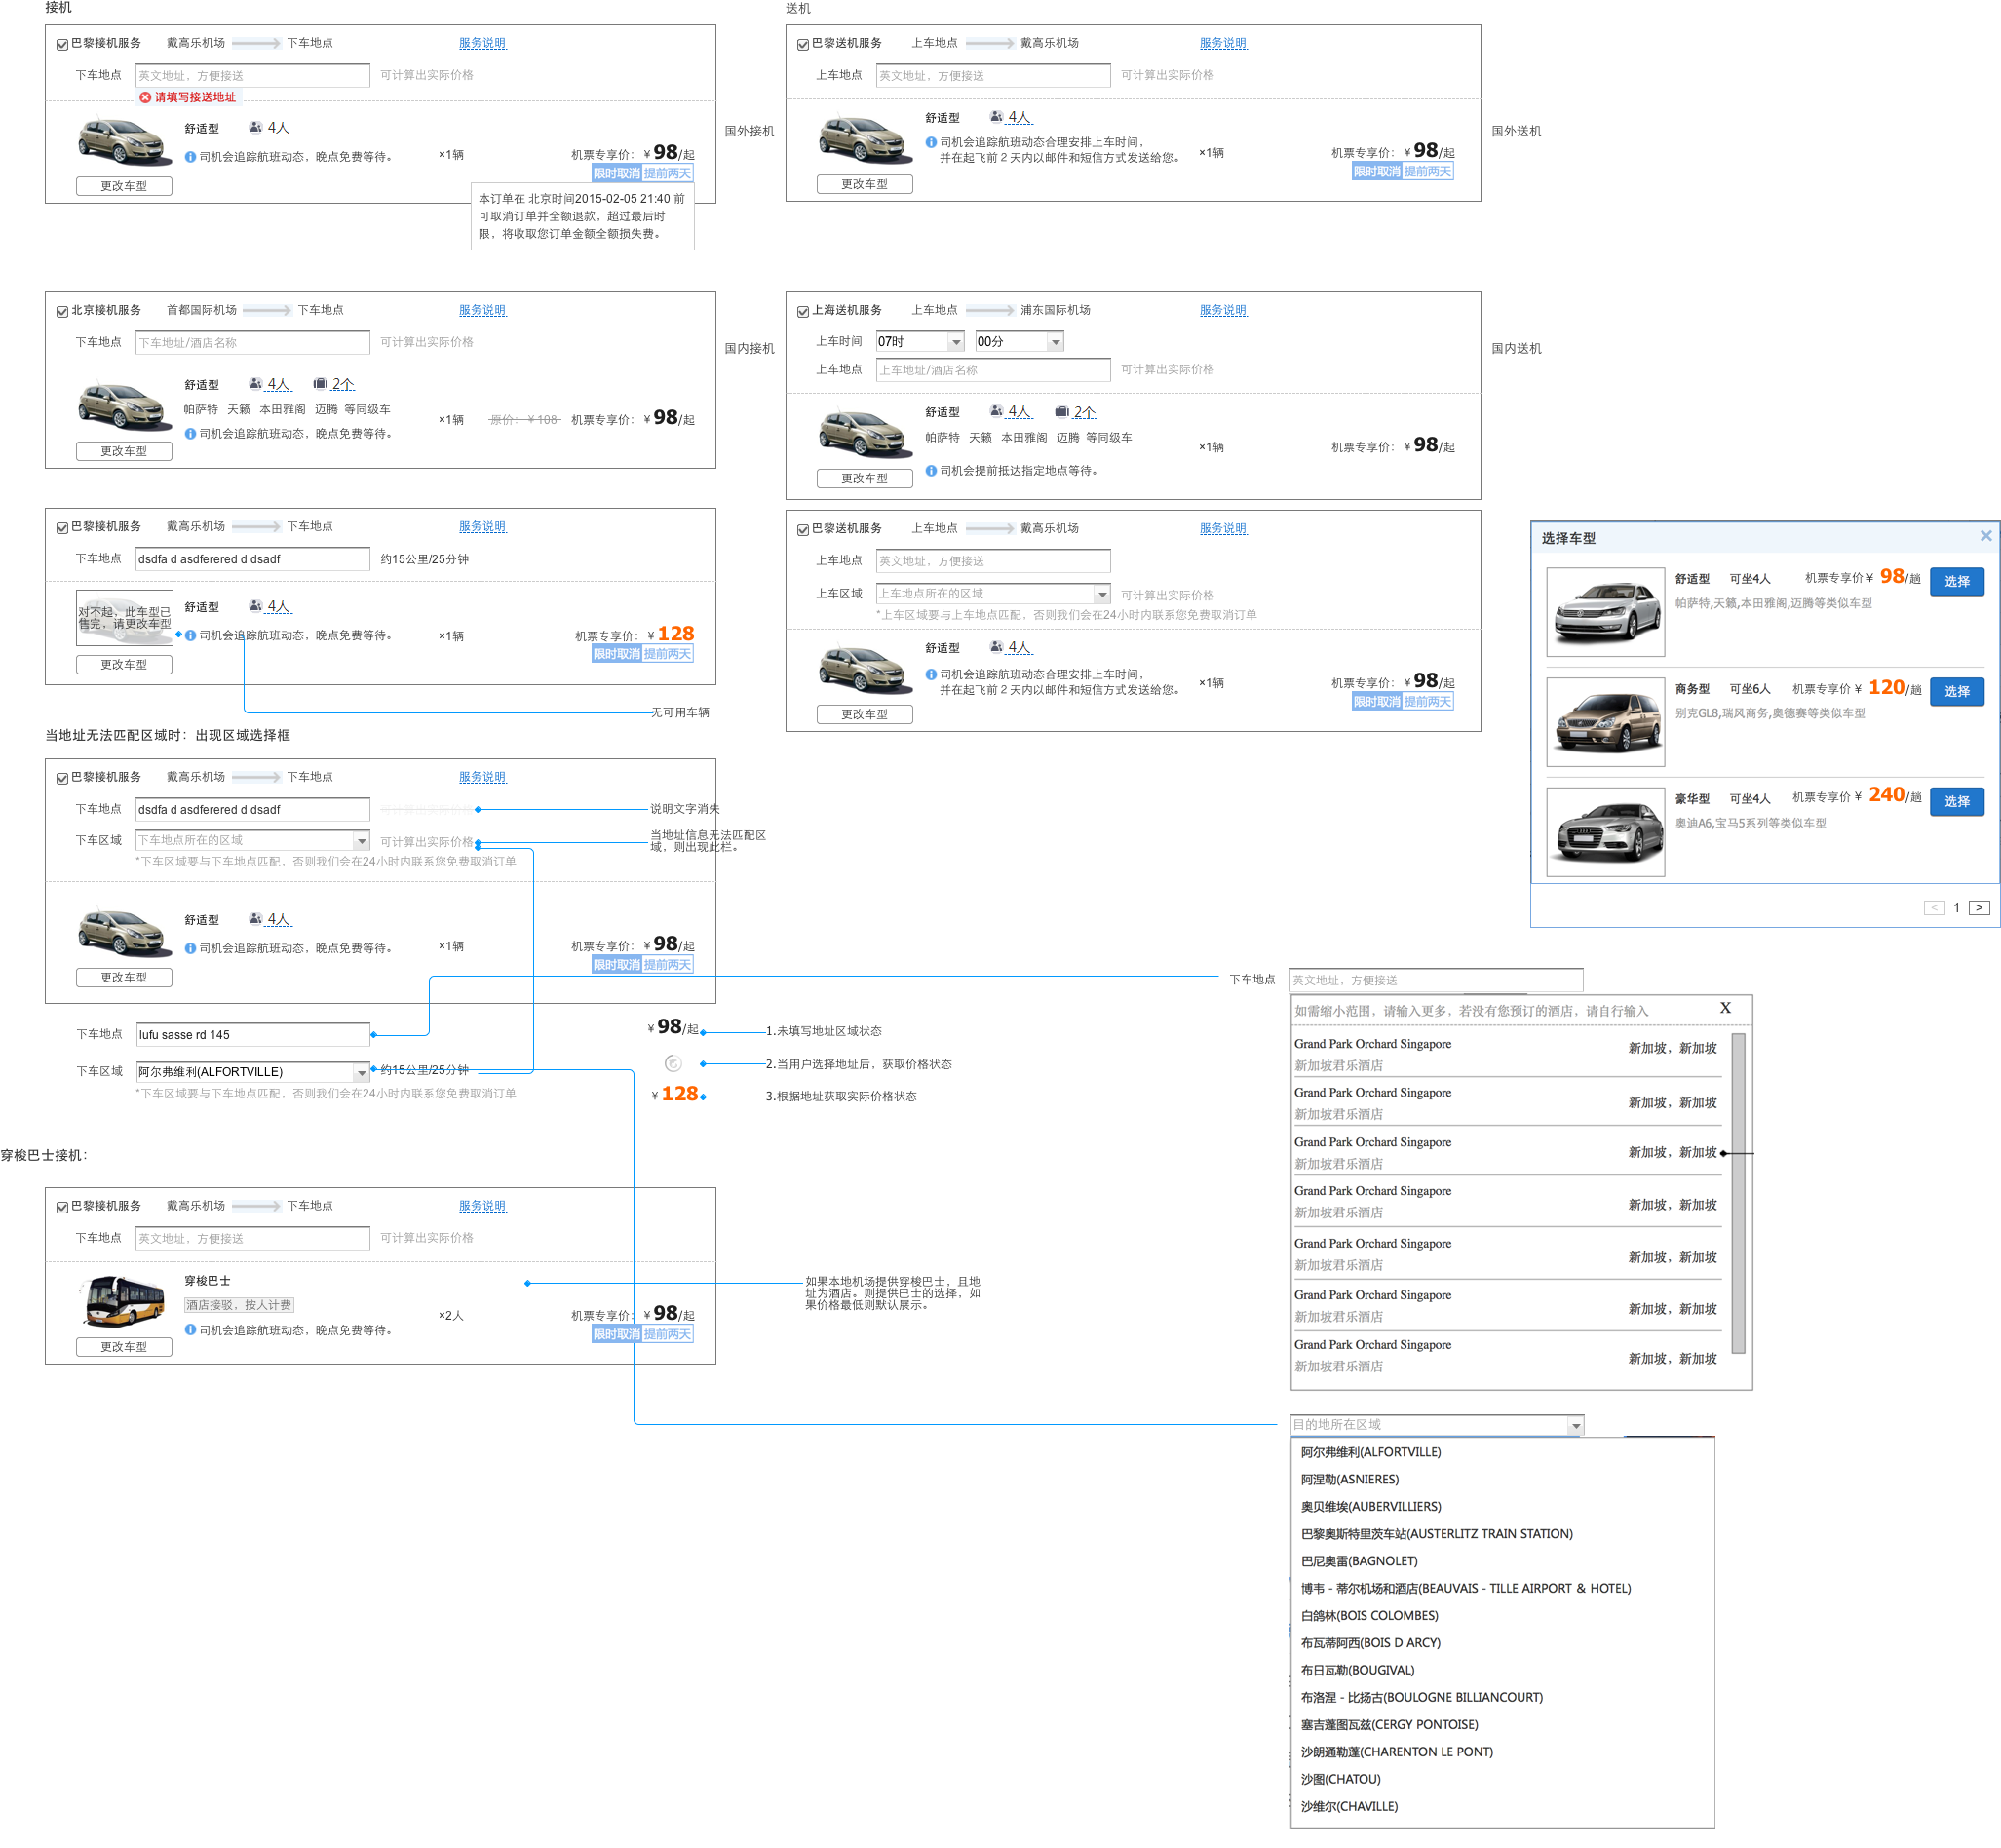 接机
巴黎接机服务 戴高乐机场 下车地点 服务说明
下车地点 英文地址，方便接送 可计算出实际价格
请填写接送地址
舒适型 4人
司机会追踪航班动态，晚点免费等待。 ×1辆 机票专享价：￥98/起
限时取消 提前两天
更改车型
本订单在 北京时间2015-02-05 21:40 前
可取消订单并全额退款，超过最后时
限，将收取您订单金额全额损失费。
国外接机
北京接机服务 首都国际机场 下车地点 服务说明
下车地点 下车地址/酒店名称 可计算出实际价格
舒适型 4人 2个
帕萨特 天籁 本田雅阁 迈腾 等同级车
×1辆 原价：￥108 机票专享价：￥98/起
司机会追踪航班动态，晚点免费等待。
更改车型
国内接机
巴黎接机服务 戴高乐机场 下车地点 服务说明
下车地点 dsdfa d asdferered d dsadf 约15公里/25分钟
对不起，此车型已
售完，请更改车型
舒适型 4人
司机会追踪航班动态，晚点免费等待。 ×1辆 机票专享价：￥128
限时取消 提前两天
更改车型
无可用车辆
当地址无法匹配区域时：出现区域选择框
巴黎接机服务 戴高乐机场 下车地点 服务说明
下车地点 dsdfa d asdferered d dsadf 可计算出实际价格
说明文字消失
下车区域 下车地点所在的区域 可计算出实际价格
当地址信息无法匹配区
域，则出现此栏。
*下车区域要与下车地点匹配，否则我们会在24小时内联系您免费取消订单
舒适型 4人
司机会追踪航班动态，晚点免费等待。 ×1辆 机票专享价：￥98/起
限时取消 提前两天
更改车型
下车地点 lufu sasse rd 145
下车区域 阿尔弗维利(ALFORTVILLE) 约15公里/25分钟
*下车区域要与下车地点匹配，否则我们会在24小时内联系您免费取消订单
￥98/起 1.未填写地址区域状态
2.当用户选择地址后，获取价格状态
￥128 3.根据地址获取实际价格状态
穿梭巴士接机：
巴黎接机服务 戴高乐机场 下车地点 服务说明
下车地点 英文地址，方便接送 可计算出实际价格
穿梭巴士
酒店接驳，按人计费
×2人 机票专享价：￥98/起
司机会追踪航班动态，晚点免费等待。
限时取消 提前两天
更改车型
如果本地机场提供穿梭巴士，且地
址为酒店。则提供巴士的选择，如
果价格最低则默认展示。
送机
巴黎送机服务 上车地点 戴高乐机场 服务说明
上车地点 英文地址，方便接送 可计算出实际价格
舒适型 4人
司机会追踪航班动态合理安排上车时间，
并在起飞前 2 天内以邮件和短信方式发送给您。
×1辆 机票专享价：￥98/起
限时取消 提前两天
更改车型
国外送机
上海送机服务 上车地点 浦东国际机场 服务说明
上车时间 07时 00分
上车地点 上车地址/酒店名称 可计算出实际价格
舒适型 4人 2个
帕萨特 天籁 本田雅阁 迈腾 等同级车
×1辆 机票专享价：￥98/起
司机会提前抵达指定地点等待。
更改车型
国内送机
巴黎送机服务 上车地点 戴高乐机场 服务说明
上车地点 英文地址，方便接送
上车区域 上车地点所在的区域 可计算出实际价格
*上车区域要与上车地点匹配，否则我们会在24小时内联系您免费取消订单
舒适型 4人
司机会追踪航班动态合理安排上车时间，
并在起飞前 2 天内以邮件和短信方式发送给您。
×1辆 机票专享价：￥98/起
限时取消 提前两天
更改车型
选择车型
舒适型 可坐4人 机票专享价￥ 98/趟 选择
帕萨特,天籁,本田雅阁,迈腾等类似车型
商务型 可坐6人 机票专享价￥ 120/趟 选择
别克GL8,瑞风商务,奥德赛等类似车型
豪华型 可坐4人 机票专享价￥ 240/趟 选择
奥迪A6,宝马5系列等类似车型
< 1 >
下车地点 英文地址，方便接送
如需缩小范围，请输入更多，若没有您预订的酒店，请自行输入 X
Grand Park Orchard Singapore
新加坡君乐酒店 新加坡，新加坡
Grand Park Orchard Singapore
新加坡君乐酒店 新加坡，新加坡
Grand Park Orchard Singapore
新加坡君乐酒店 新加坡，新加坡
Grand Park Orchard Singapore
新加坡君乐酒店 新加坡，新加坡
Grand Park Orchard Singapore
新加坡君乐酒店 新加坡，新加坡
Grand Park Orchard Singapore
新加坡君乐酒店 新加坡，新加坡
Grand Park Orchard Singapore
新加坡君乐酒店 新加坡，新加坡
目的地所在区域
阿尔弗维利(ALFORTVILLE)
阿涅勒(ASNIERES)
奥贝维埃(AUBERVILLIERS)
巴黎奥斯特里茨车站(AUSTERLITZ TRAIN STATION)
巴尼奥雷(BAGNOLET)
博韦 - 蒂尔机场和酒店(BEAUVAIS - TILLE AIRPORT & HOTEL)
白鸽林(BOIS COLOMBES)
布瓦蒂阿西(BOIS D ARCY)
布日瓦勒(BOUGIVAL)
布洛涅 - 比扬古(BOULOGNE BILLIANCOURT)
塞吉蓬图瓦兹(CERGY PONTOISE)
沙朗通勒蓬(CHARENTON LE PONT)
沙图(CHATOU)
沙维尔(CHAVILLE)